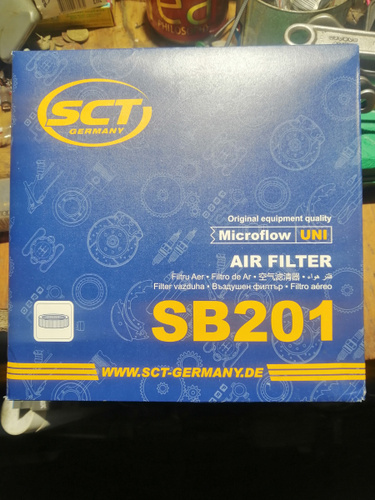 SCT
GERMANY
Original equipment quality
Microflow UNI
AIR FILTER
Filtru Aer • Filtro de Ar • 空气滤清器 • فلتر هواء
Filter vazduha • Въздушен филтър • Filtro aéreo
SB201
WWW.SCT-GERMANY.DE